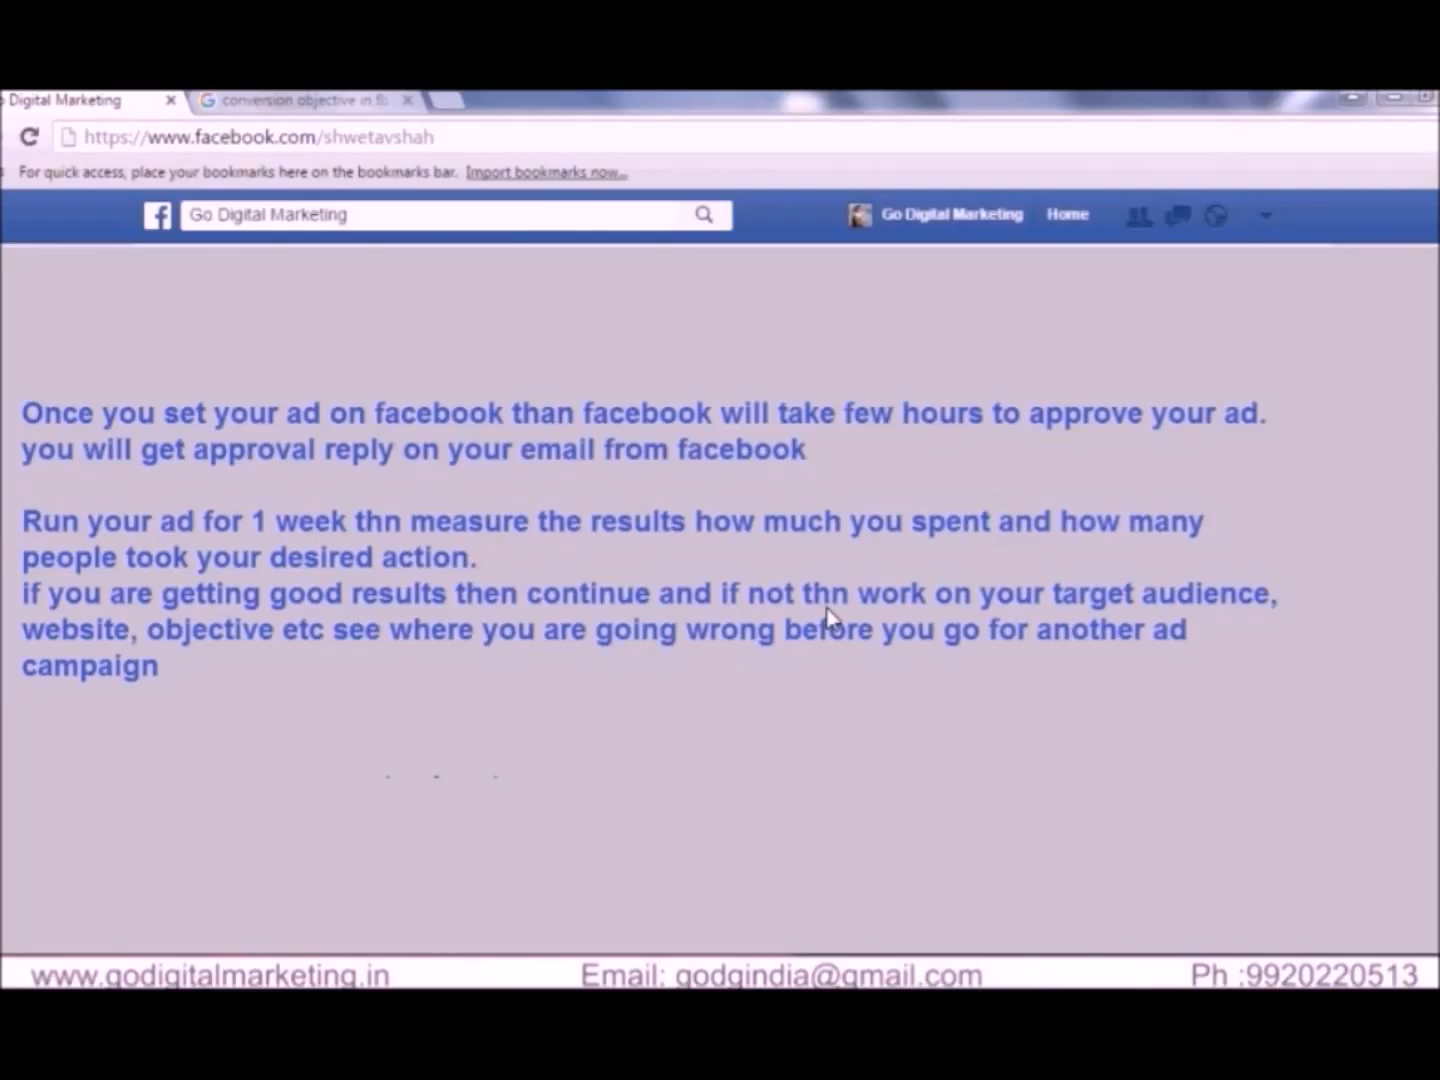 Digital Marketing
conversion objective in fb
https://www.facebook.com/shwetavshah
For quick access, place your bookmarks here on the bookmarks bar. Import bookmarks now...
Go Digital Marketing
Go Digital Marketing Home
Once you set your ad on facebook than facebook will take few hours to approve your ad.
you will get approval reply on your email from facebook
Run your ad for 1 week thn measure the results how much you spent and how many
people took your desired action.
if you are getting good results then continue and if not thn work on your target audience,
website, objective etc see where you are going wrong before you go for another ad
campaign
www.godigitalmarketing.in Email: godgindia@gmail.com Ph :9920220513